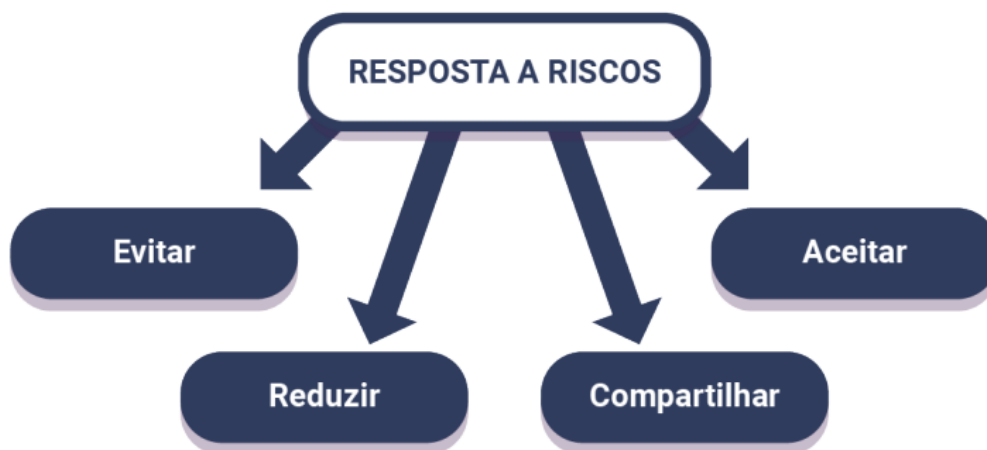 RESPOSTA A RISCOS
Evitar
Aceitar
Reduzir
Compartilhar